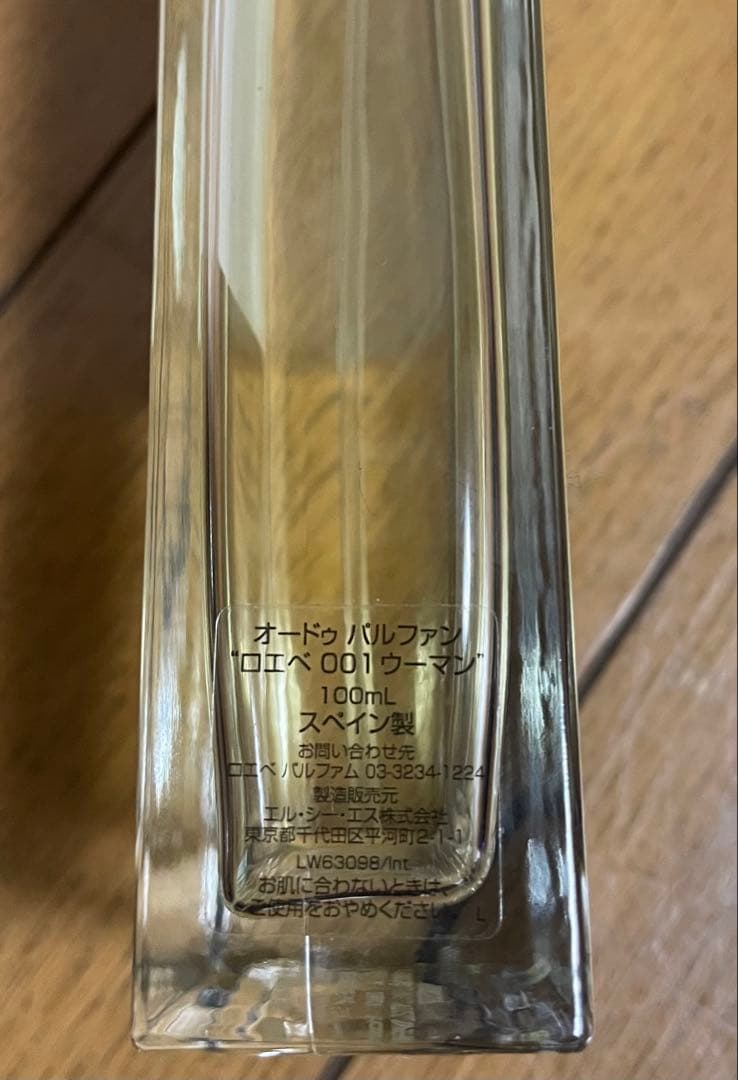 オードゥ パルファン
“ロエベ 001 ウーマン”
100mL
スペイン製
お問い合わせ先
ロエベ パルファム 03-3234-1224
製造販売元
エル・シー・エス株式会社
東京都千代田区平河町2-1-1
LW63098/Int.
お肌に合わないときは、
ご使用をおやめください。 L